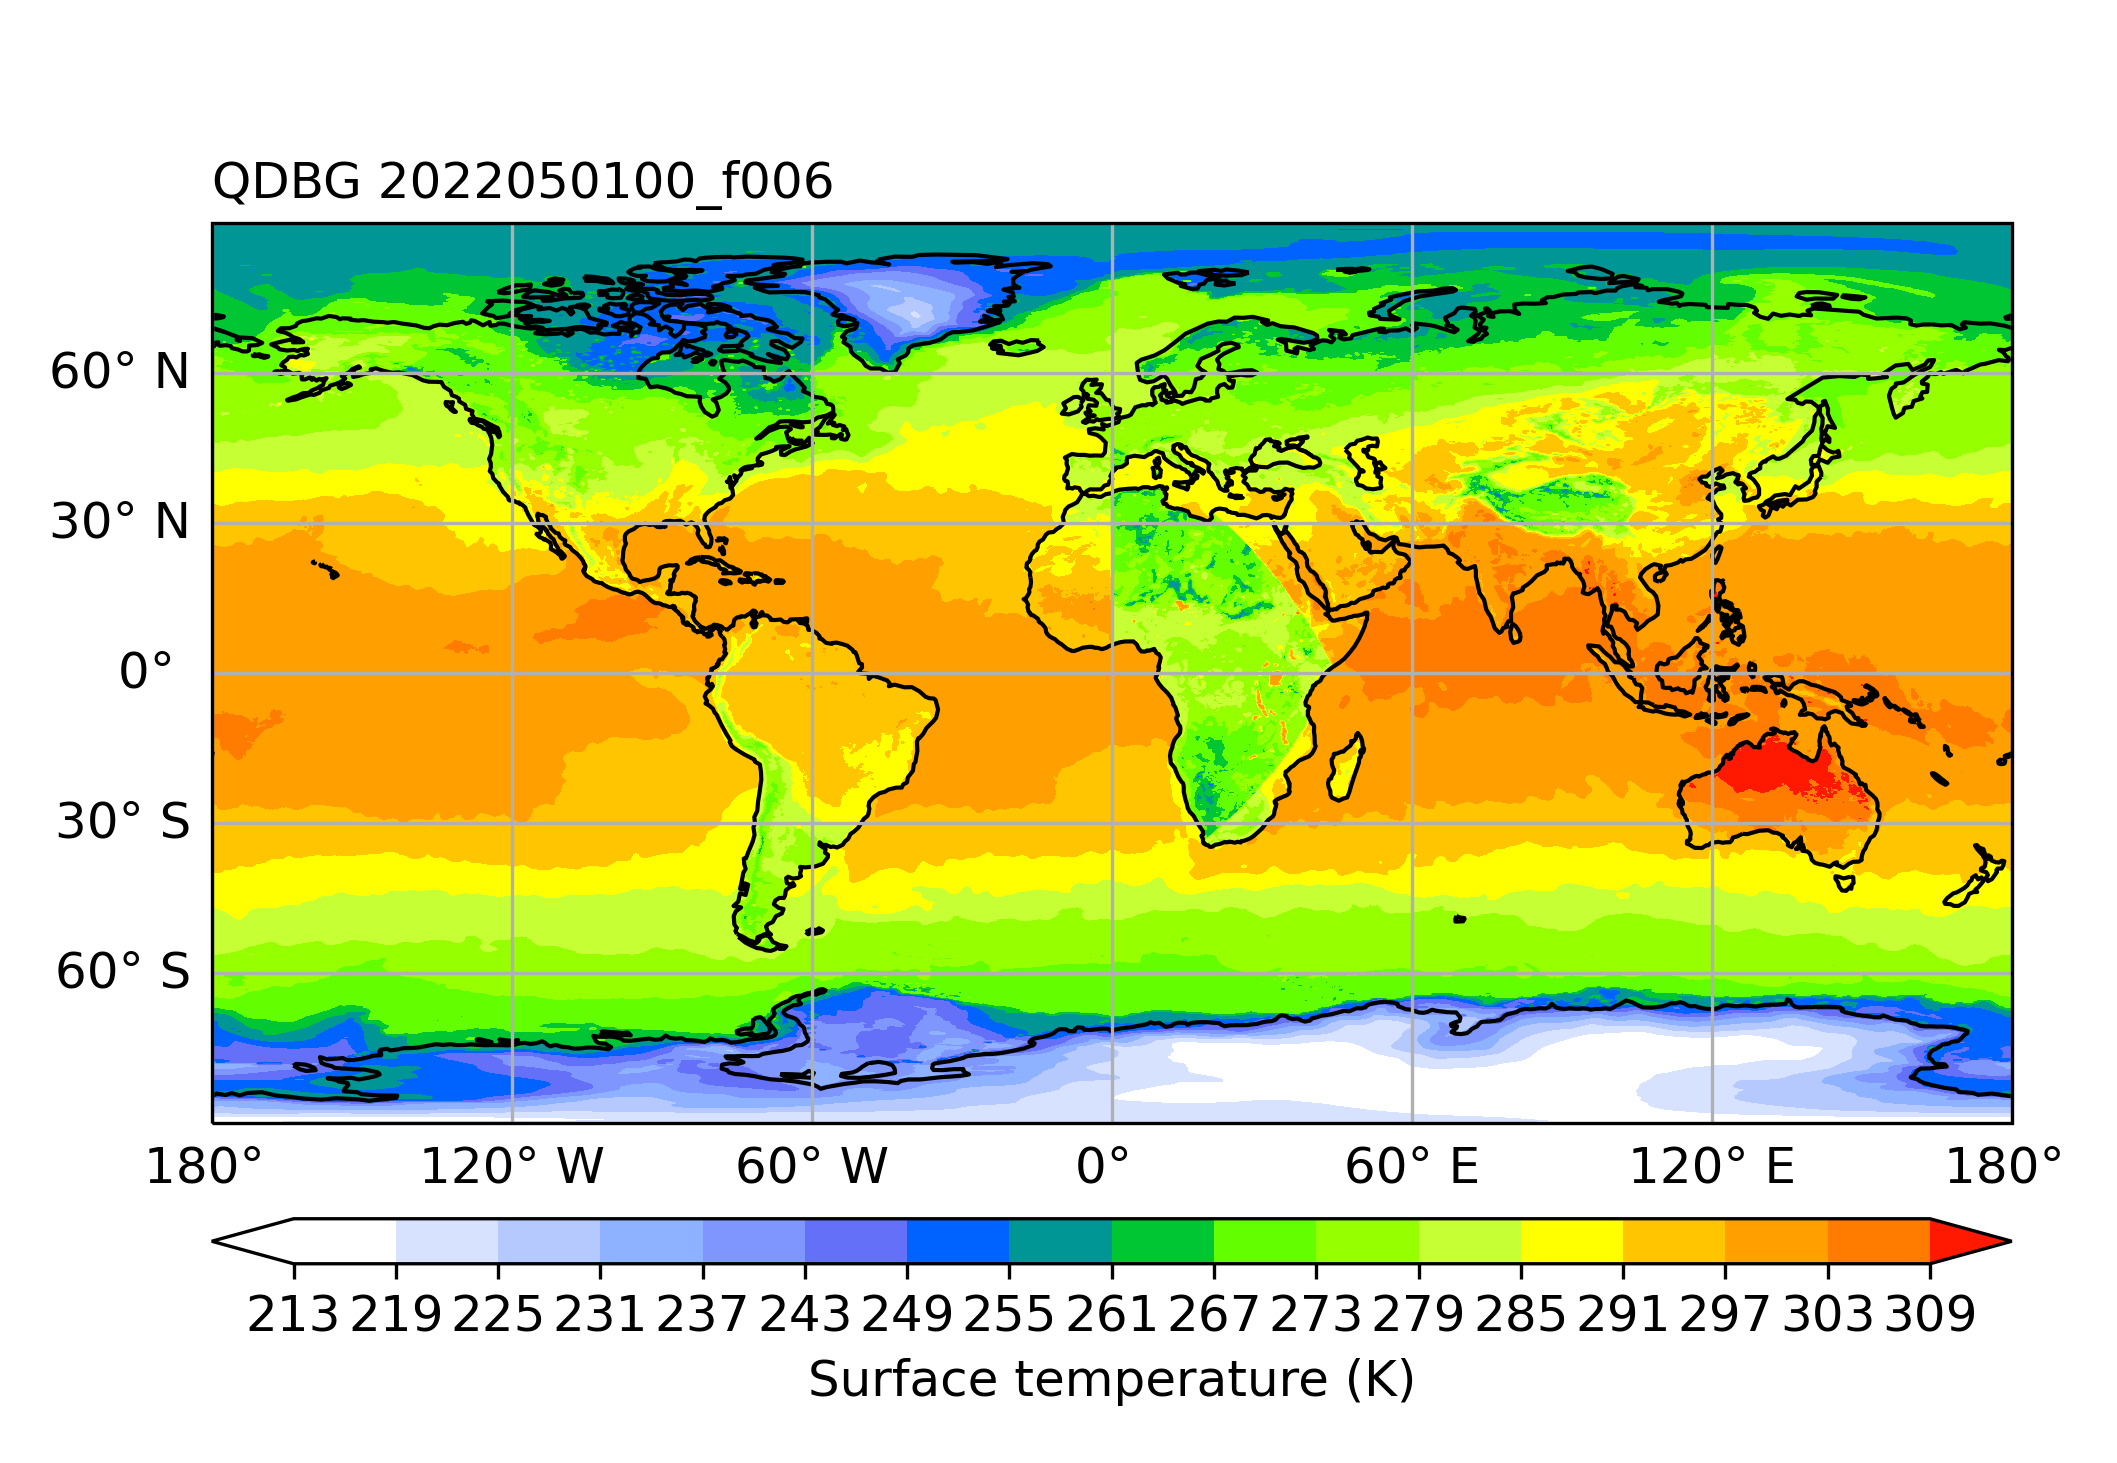 QDBG 2022050100_f006
60° N
30° N
0°
30° S
60° S
180° 120° W 60° W 0° 60° E 120° E 180°
213 219 225 231 237 243 249 255 261 267 273 279 285 291 297 303 309
Surface temperature (K)